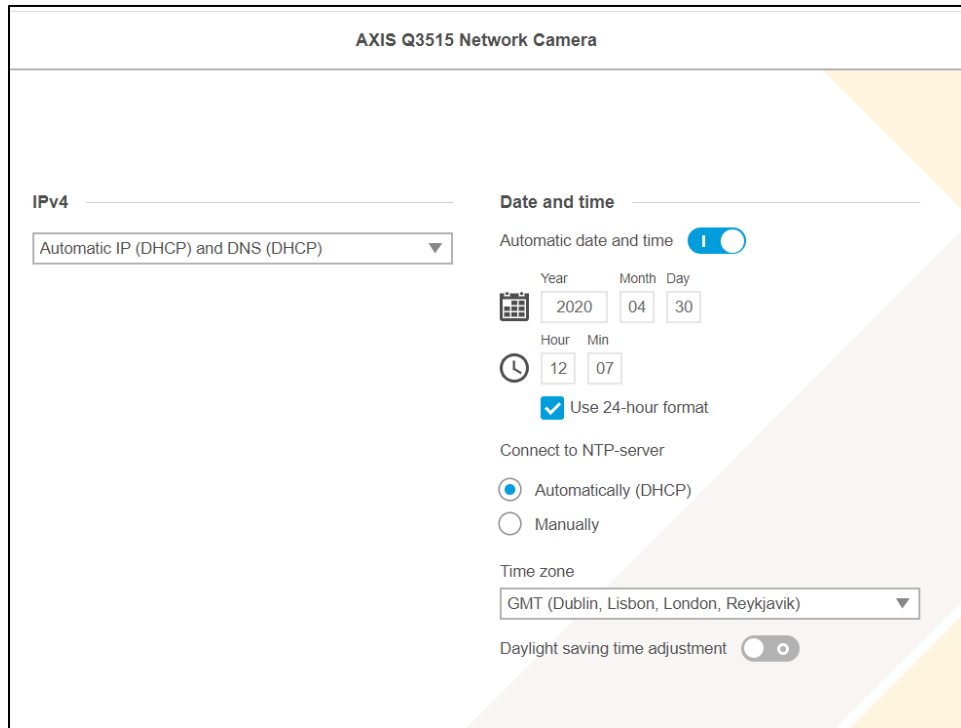 AXIS Q3515 Network Camera
IPv4
Automatic IP (DHCP) and DNS (DHCP)
Date and time
Automatic date and time
Year Month Day
2020 04 30
Hour Min
12 07
Use 24-hour format
Connect to NTP-server
Automatically (DHCP)
Manually
Time zone
GMT (Dublin, Lisbon, London, Reykjavik)
Daylight saving time adjustment